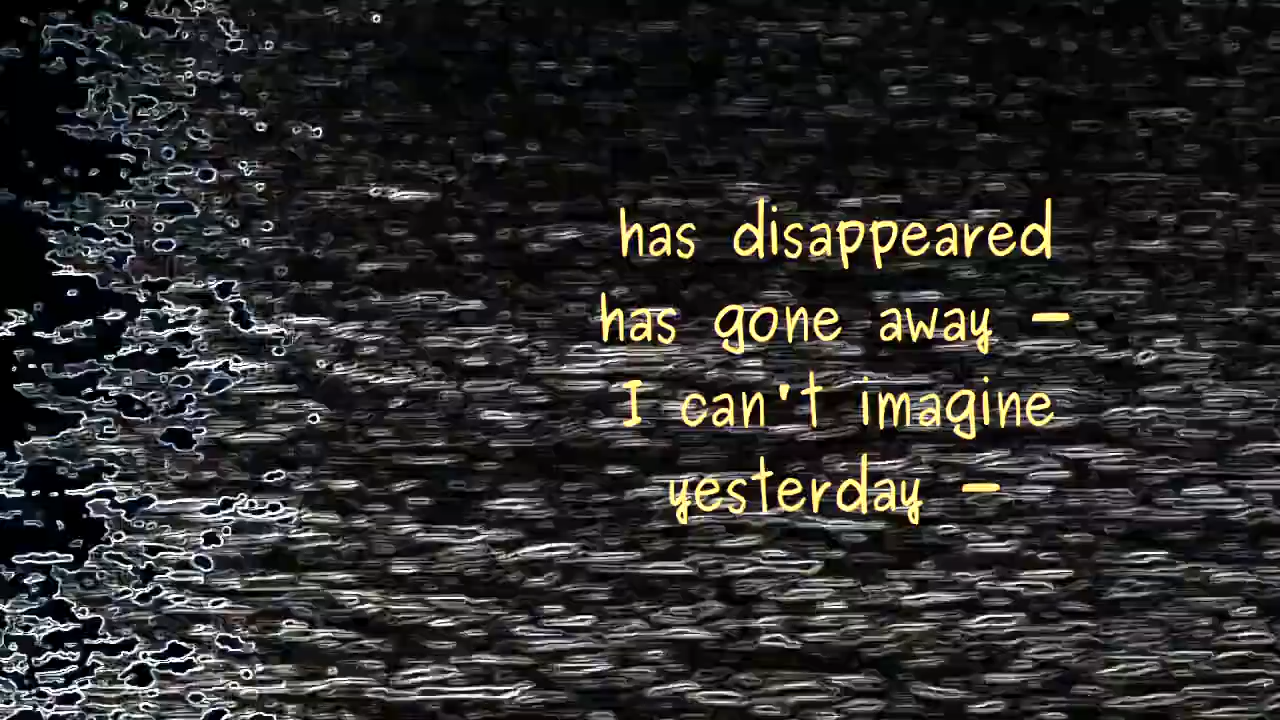 has disappeared
has gone away -
I can't imagine
yesterday -